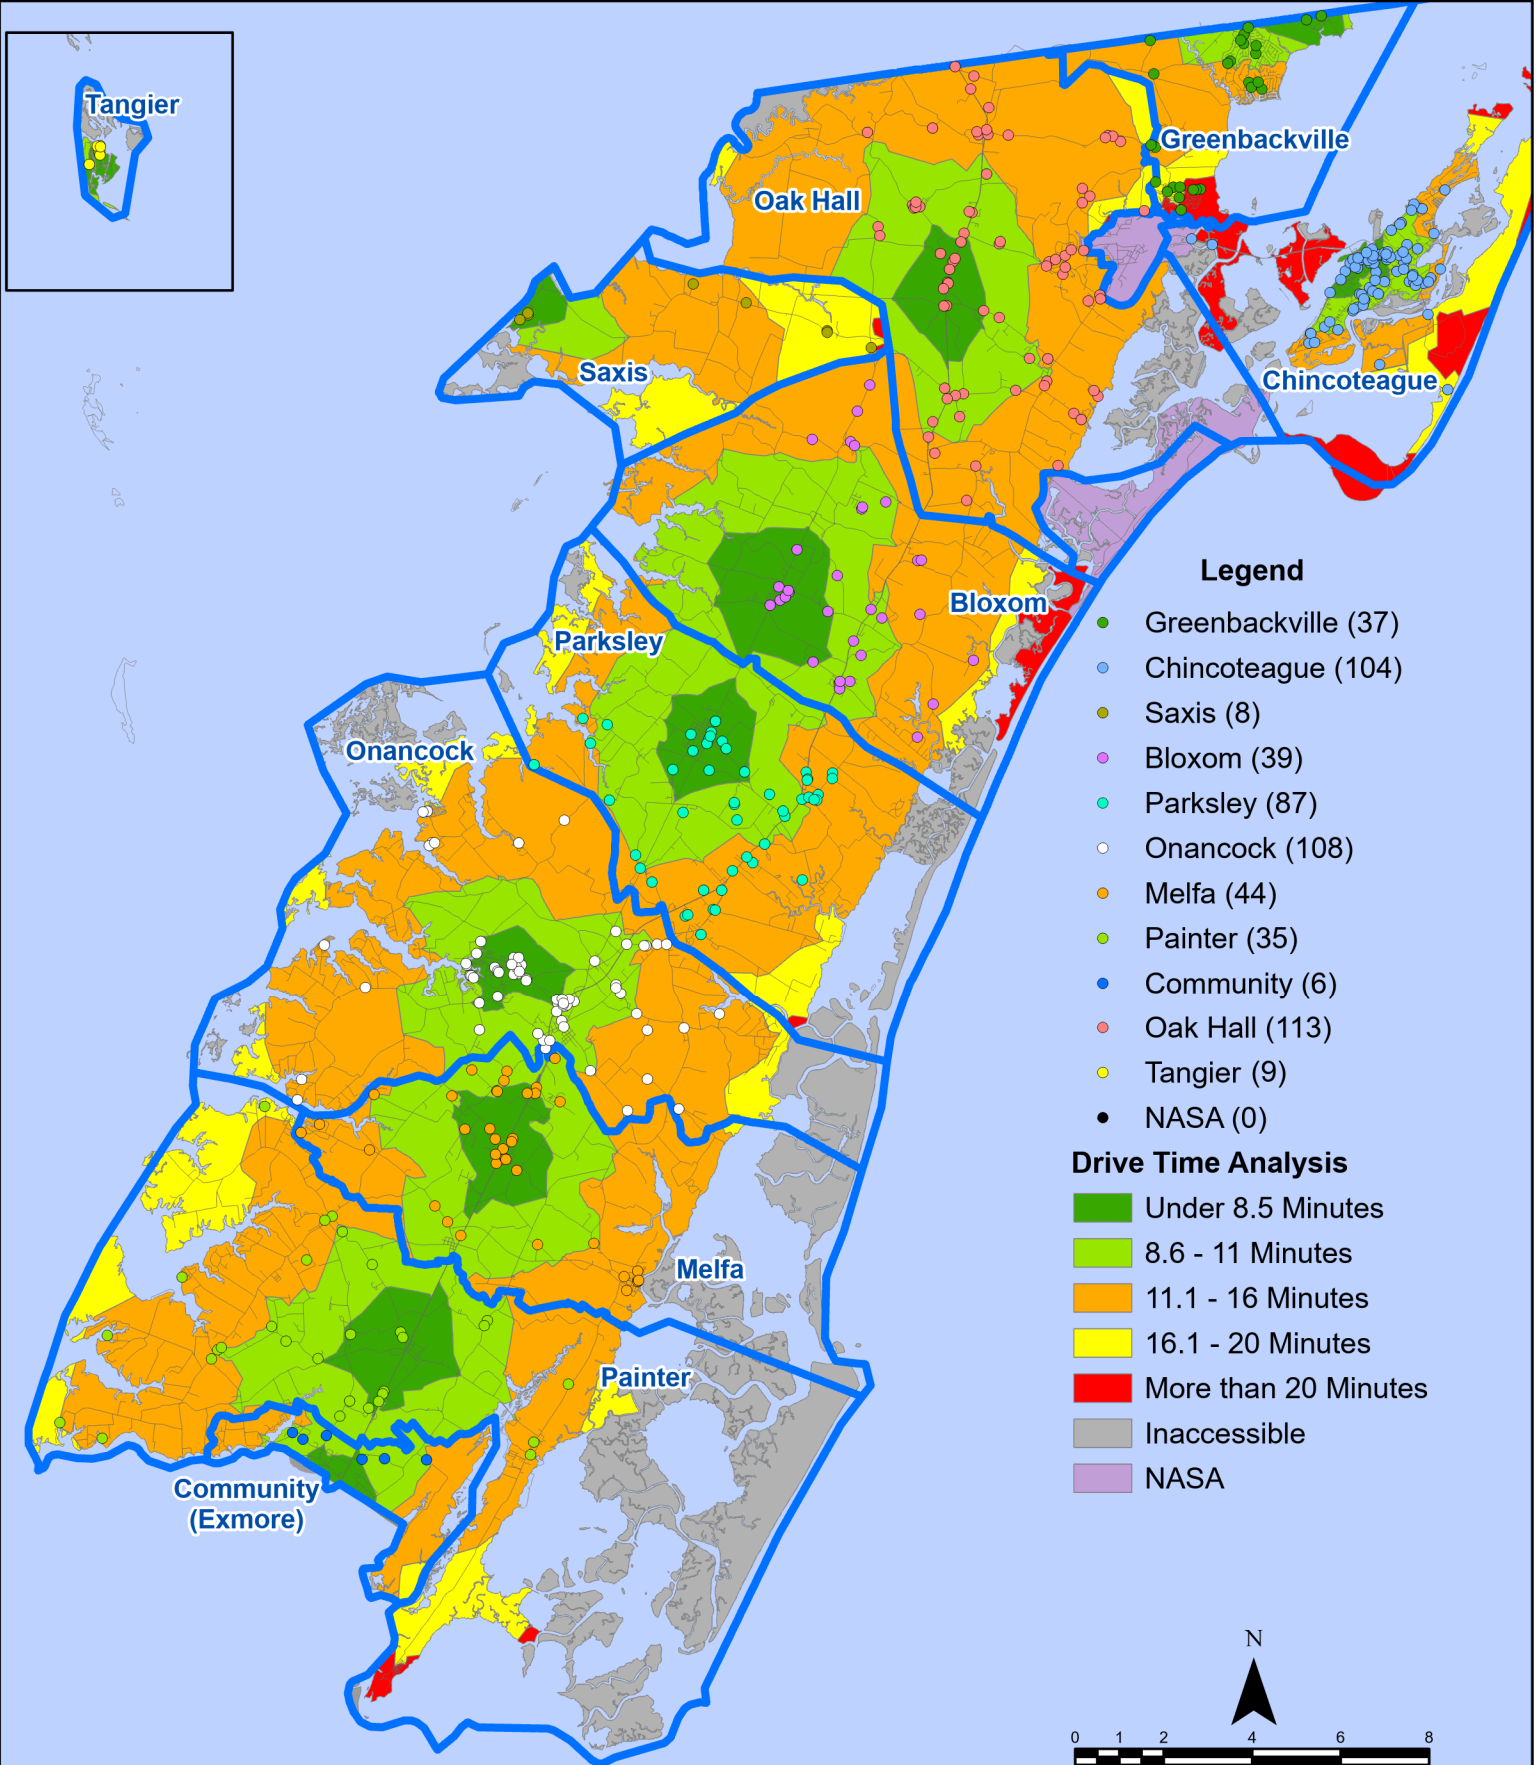 Tangier
Greenbackville
Oak Hall
Saxis
Chincoteague
Bloxom
Parksley
Onancock
Melfa
Painter
Community
(Exmore)
Legend
Greenbackville (37)
Chincoteague (104)
Saxis (8)
Bloxom (39)
Parksley (87)
Onancock (108)
Melfa (44)
Painter (35)
Community (6)
Oak Hall (113)
Tangier (9)
NASA (0)
Drive Time Analysis
Under 8.5 Minutes
8.6 - 11 Minutes
11.1 - 16 Minutes
16.1 - 20 Minutes
More than 20 Minutes
Inaccessible
NASA
N
0 1 2 4 6 8